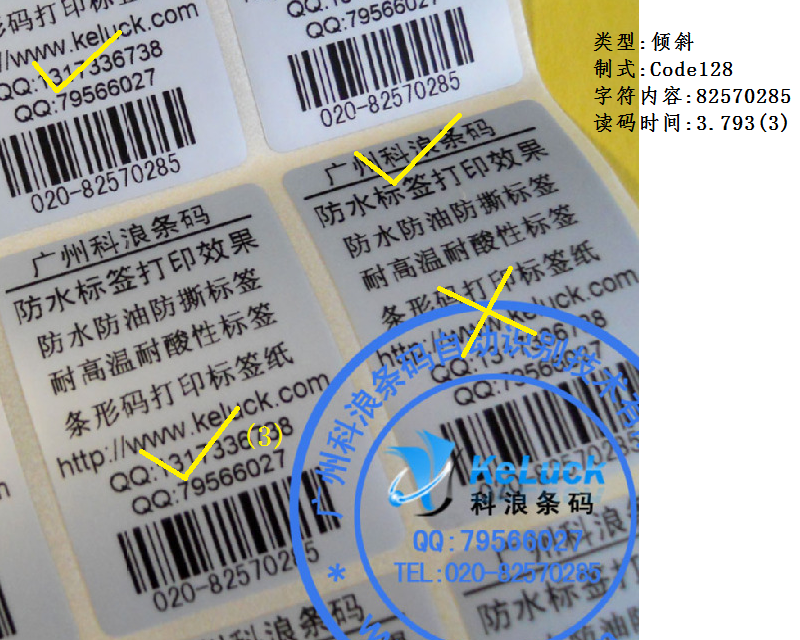 条形码打印标签
//www.keluck.com
QQ:1317336738
QQ:79566027
020-82570285
020-82570285
广州科浪条码
防水标签打印效果
防水防油防撕标签
耐高温耐酸性标签
条形码打印标签纸
http://www.keluck.com
QQ:1317336738
QQ:79566027
020-82570285
(3)
广州科浪条码
防水标签打印效果
防水防油防撕标签
耐高温耐酸性标签
条形码打印标签纸
http://www.keluck.com
广州科浪条码自动识别技术
KeLuck
科浪条码
QQ:79566027
TEL:020-82570285
广州科浪条码
防水标签打印
类型:倾斜
制式:Code128
字符内容:82570285
读码时间:3.793(3)